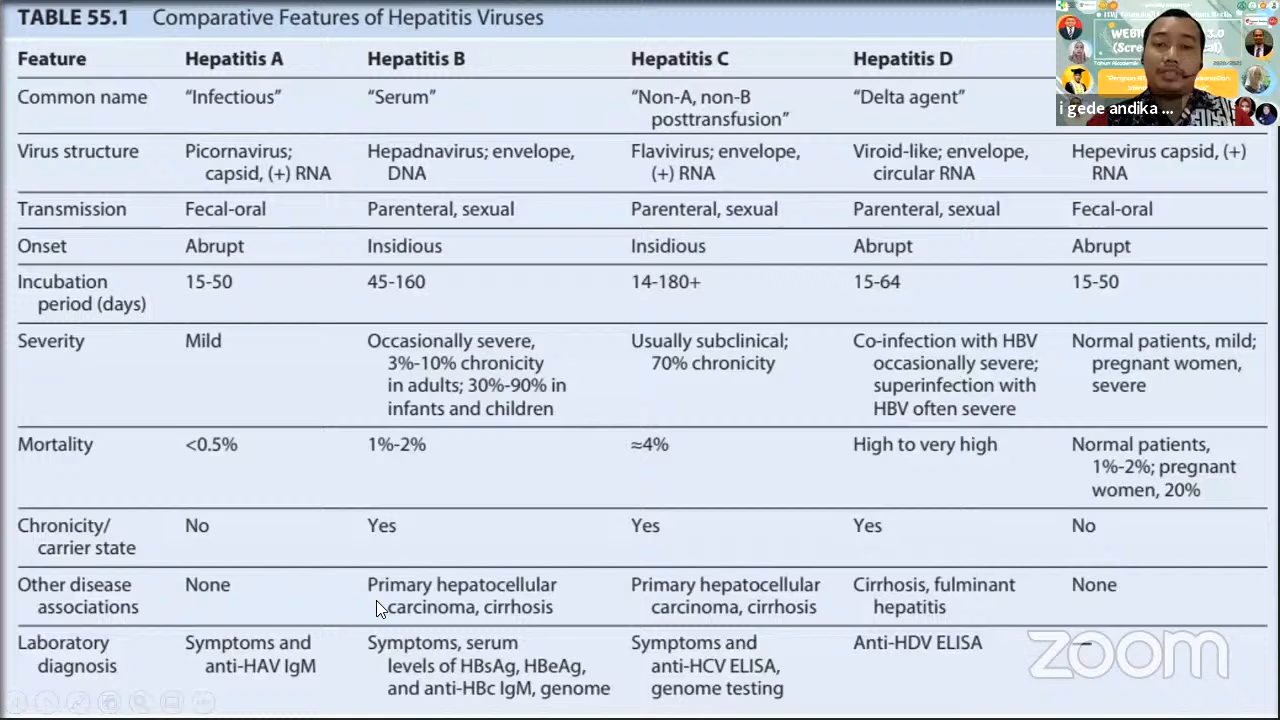 TABLE 55.1 Comparative Features of Hepatitis Viruses
Feature Hepatitis A Hepatitis B Hepatitis C Hepatitis D
Common name “Infectious” “Serum” “Non-A, non-B “Delta agent”
posttransfusion”
Virus structure Picornavirus; Hepadnavirus; envelope, Flavivirus; envelope, Viroid-like; envelope, Hepevirus capsid, (+)
capsid, (+) RNA DNA (+) RNA circular RNA RNA
Transmission Fecal-oral Parenteral, sexual Parenteral, sexual Parenteral, sexual Fecal-oral
Onset Abrupt Insidious Insidious Abrupt Abrupt
Incubation 15-50 45-160 14-180+ 15-64 15-50
period (days)
Severity Mild Occasionally severe, Usually subclinical; Co-infection with HBV Normal patients, mild;
3%-10% chronicity 70% chronicity occasionally severe; pregnant women,
in adults; 30%-90% in superinfection with severe
infants and children HBV often severe
Mortality <0.5% 1%-2% ≈4% High to very high Normal patients,
1%-2%; pregnant
women, 20%
Chronicity/ No Yes Yes Yes No
carrier state
Other disease None Primary hepatocellular Primary hepatocellular Cirrhosis, fulminant None
associations carcinoma, cirrhosis carcinoma, cirrhosis hepatitis
Laboratory Symptoms and Symptoms, serum Symptoms and Anti-HDV ELISA —
diagnosis anti-HAV IgM levels of HBsAg, HBeAg, anti-HCV ELISA,
and anti-HBc IgM, genome genome testing
i gede andika ...
zoom